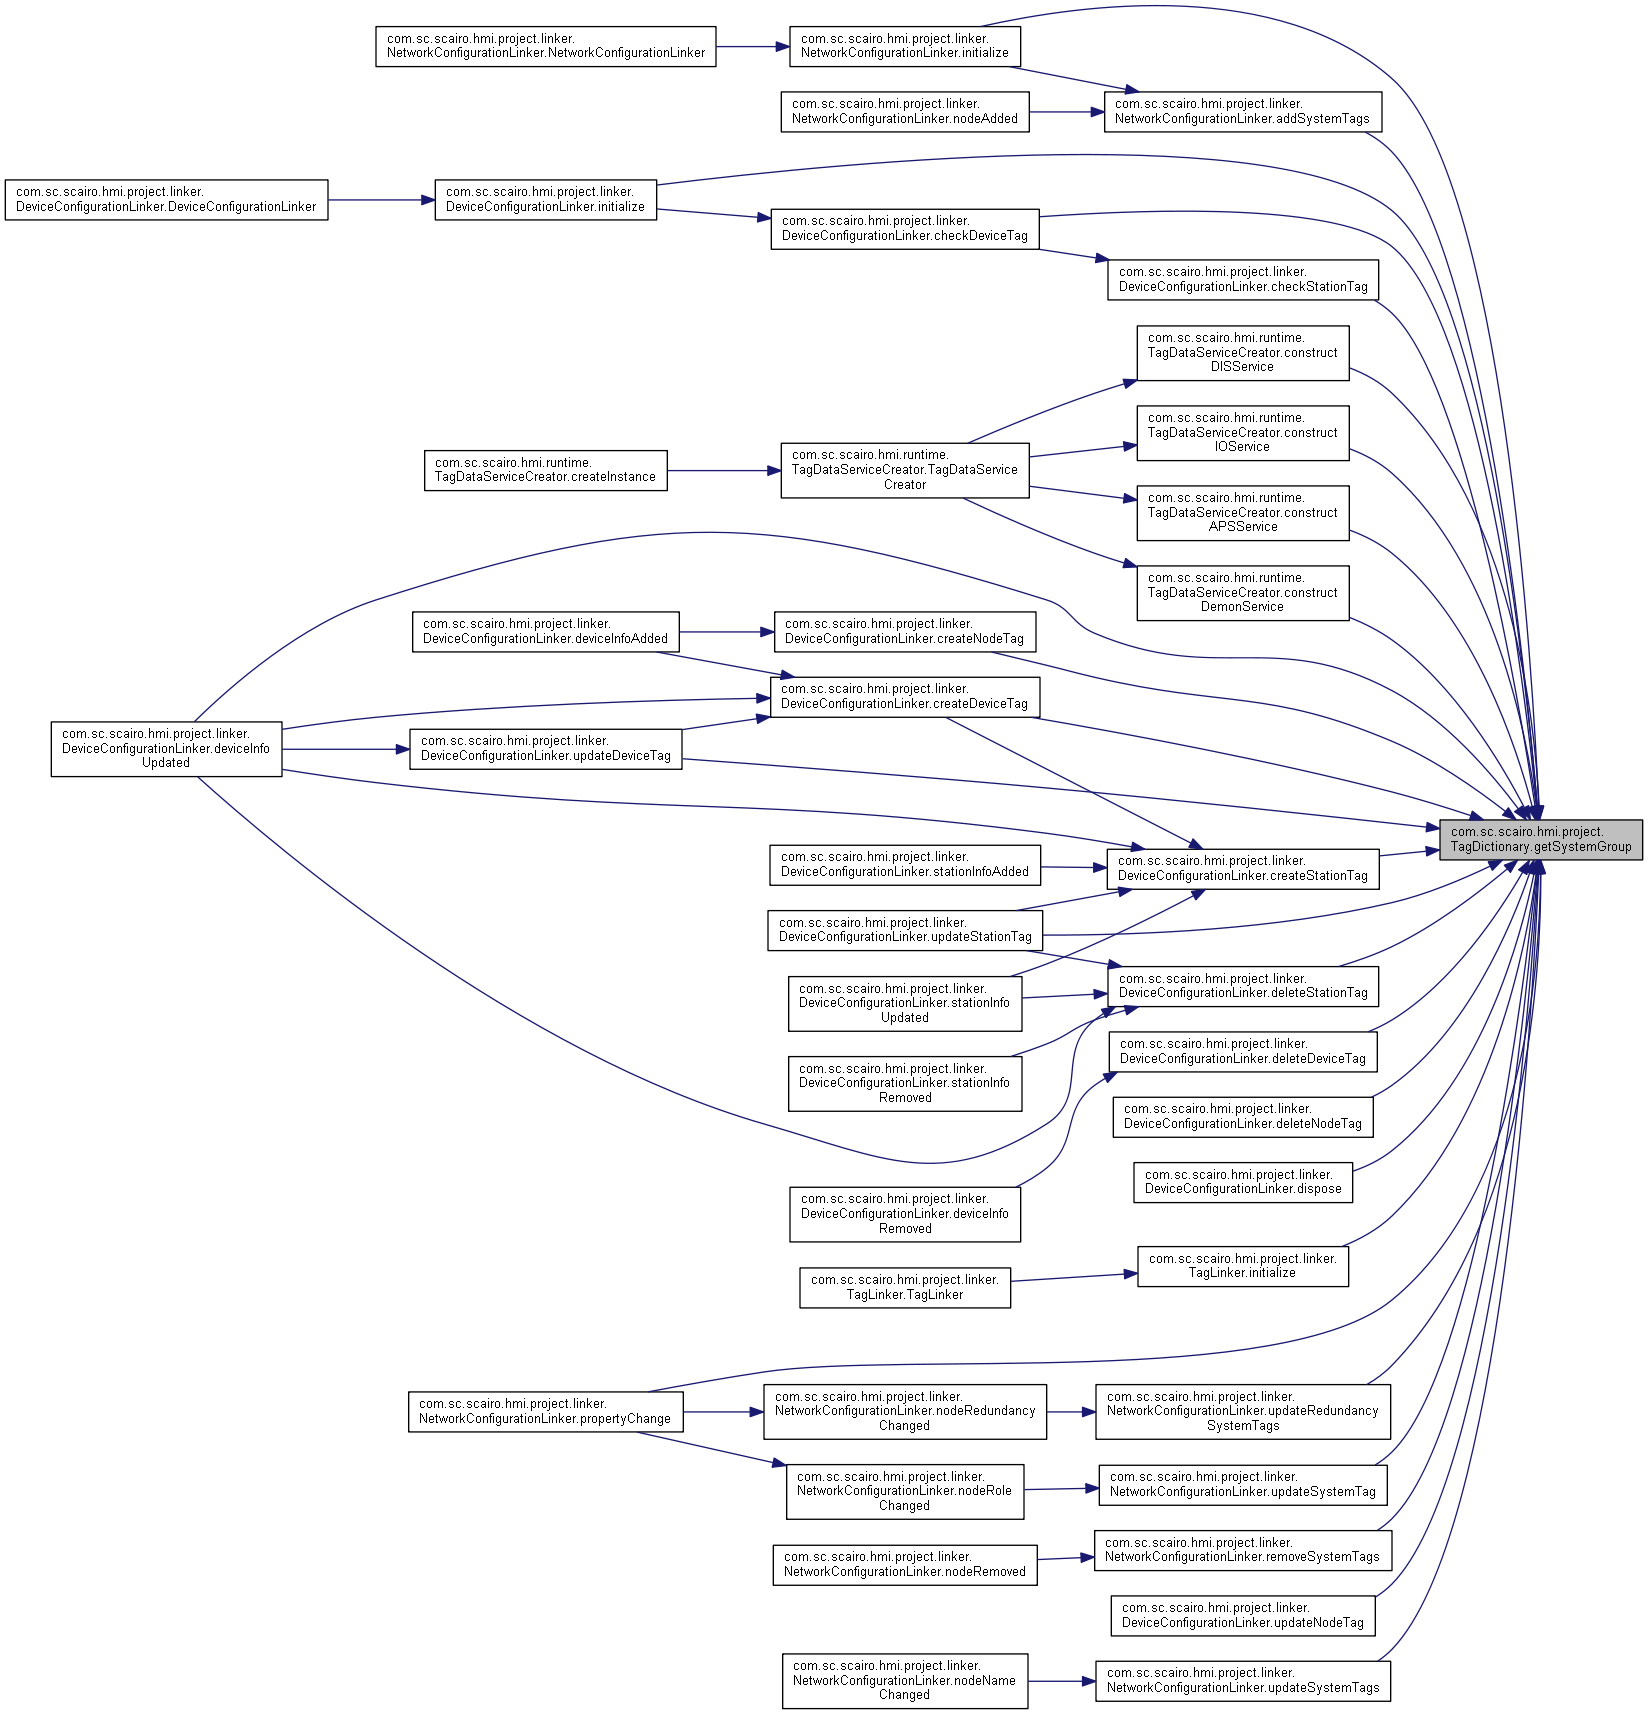 com.sc.scairo.hmi.project.linker.
NetworkConfigurationLinker.NetworkConfigurationLinker
com.sc.scairo.hmi.project.linker.
NetworkConfigurationLinker.initialize
com.sc.scairo.hmi.project.linker.
NetworkConfigurationLinker.nodeAdded
com.sc.scairo.hmi.project.linker.
NetworkConfigurationLinker.addSystemTags
com.sc.scairo.hmi.project.linker.
DeviceConfigurationLinker.DeviceConfigurationLinker
com.sc.scairo.hmi.project.linker.
DeviceConfigurationLinker.initialize
com.sc.scairo.hmi.project.linker.
DeviceConfigurationLinker.checkDeviceTag
com.sc.scairo.hmi.project.linker.
DeviceConfigurationLinker.checkStationTag
com.sc.scairo.hmi.runtime.
TagDataServiceCreator.construct
DISService
com.sc.scairo.hmi.runtime.
TagDataServiceCreator.construct
IOService
com.sc.scairo.hmi.runtime.
TagDataServiceCreator.createInstance
com.sc.scairo.hmi.runtime.
TagDataServiceCreator.TagDataService
Creator
com.sc.scairo.hmi.runtime.
TagDataServiceCreator.construct
APSService
com.sc.scairo.hmi.runtime.
TagDataServiceCreator.construct
DemonService
com.sc.scairo.hmi.project.linker.
DeviceConfigurationLinker.deviceInfoAdded
com.sc.scairo.hmi.project.linker.
DeviceConfigurationLinker.createNodeTag
com.sc.scairo.hmi.project.linker.
DeviceConfigurationLinker.createDeviceTag
com.sc.scairo.hmi.project.linker.
DeviceConfigurationLinker.deviceInfo
Updated
com.sc.scairo.hmi.project.linker.
DeviceConfigurationLinker.updateDeviceTag
com.sc.scairo.hmi.project.
TagDictionary.getSystemGroup
com.sc.scairo.hmi.project.linker.
DeviceConfigurationLinker.stationInfoAdded
com.sc.scairo.hmi.project.linker.
DeviceConfigurationLinker.createStationTag
com.sc.scairo.hmi.project.linker.
DeviceConfigurationLinker.updateStationTag
com.sc.scairo.hmi.project.linker.
DeviceConfigurationLinker.stationInfo
Updated
com.sc.scairo.hmi.project.linker.
DeviceConfigurationLinker.deleteStationTag
com.sc.scairo.hmi.project.linker.
DeviceConfigurationLinker.stationInfo
Removed
com.sc.scairo.hmi.project.linker.
DeviceConfigurationLinker.deleteDeviceTag
com.sc.scairo.hmi.project.linker.
DeviceConfigurationLinker.deleteNodeTag
com.sc.scairo.hmi.project.linker.
DeviceConfigurationLinker.dispose
com.sc.scairo.hmi.project.linker.
DeviceConfigurationLinker.deviceInfo
Removed
com.sc.scairo.hmi.project.linker.
TagLinker.TagLinker
com.sc.scairo.hmi.project.linker.
TagLinker.initialize
com.sc.scairo.hmi.project.linker.
NetworkConfigurationLinker.propertyChange
com.sc.scairo.hmi.project.linker.
NetworkConfigurationLinker.nodeRedundancy
Changed
com.sc.scairo.hmi.project.linker.
NetworkConfigurationLinker.updateRedundancy
SystemTags
com.sc.scairo.hmi.project.linker.
NetworkConfigurationLinker.nodeRole
Changed
com.sc.scairo.hmi.project.linker.
NetworkConfigurationLinker.updateSystemTag
com.sc.scairo.hmi.project.linker.
NetworkConfigurationLinker.nodeRemoved
com.sc.scairo.hmi.project.linker.
NetworkConfigurationLinker.removeSystemTags
com.sc.scairo.hmi.project.linker.
DeviceConfigurationLinker.updateNodeTag
com.sc.scairo.hmi.project.linker.
NetworkConfigurationLinker.nodeName
Changed
com.sc.scairo.hmi.project.linker.
NetworkConfigurationLinker.updateSystemTags